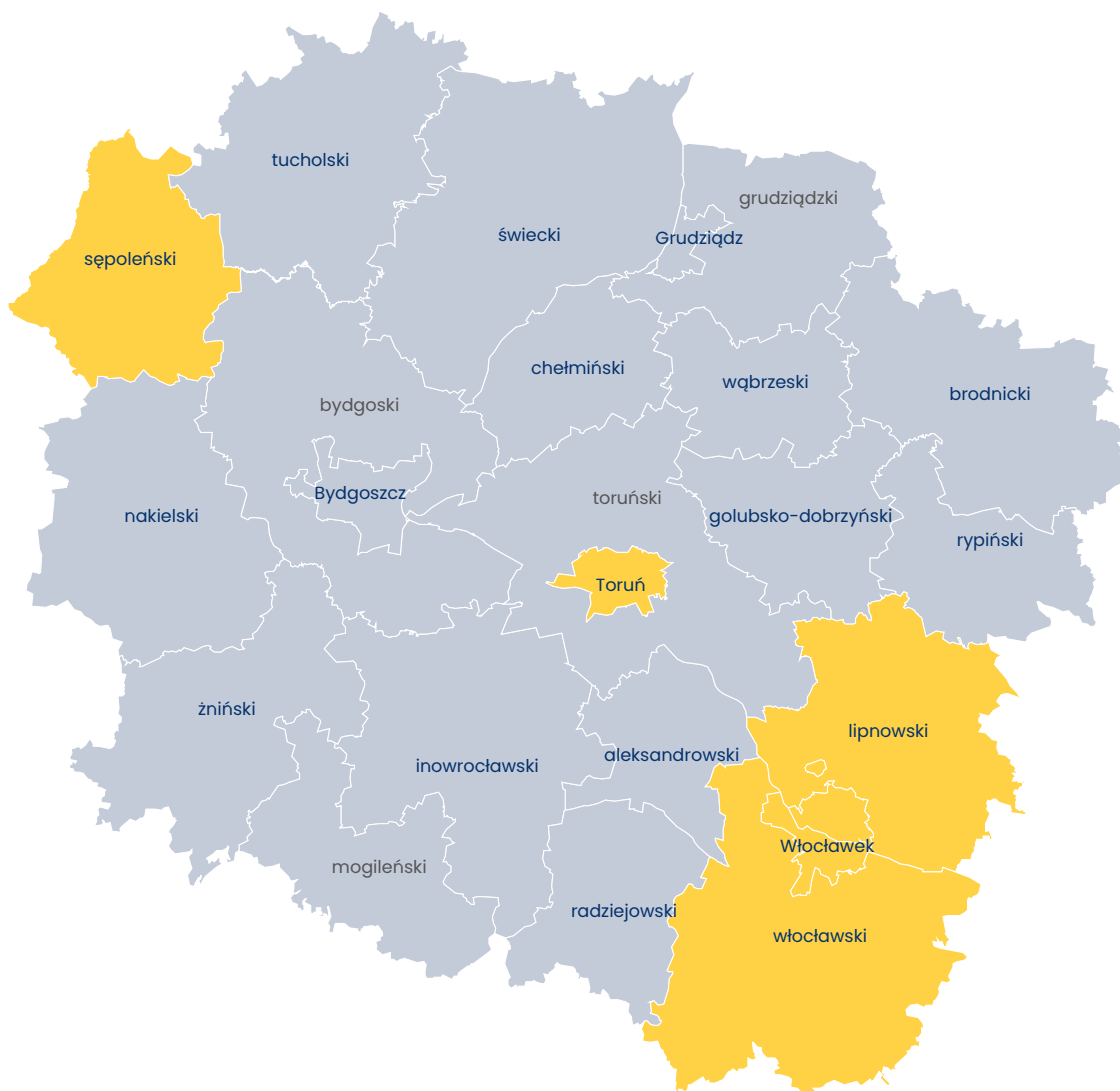 tucholski
grudziądzki
świecki
Grudziądz
sępoleński
chełmiński
wąbrzeski
brodnicki
bydgoski
Bydgoszcz
toruński
nakielski
golubsko-dobrzyński
rypiński
Toruń
żniński
lipnowski
aleksandrowski
inowrocławski
Włocławek
mogileński
radziejowski
włocławski